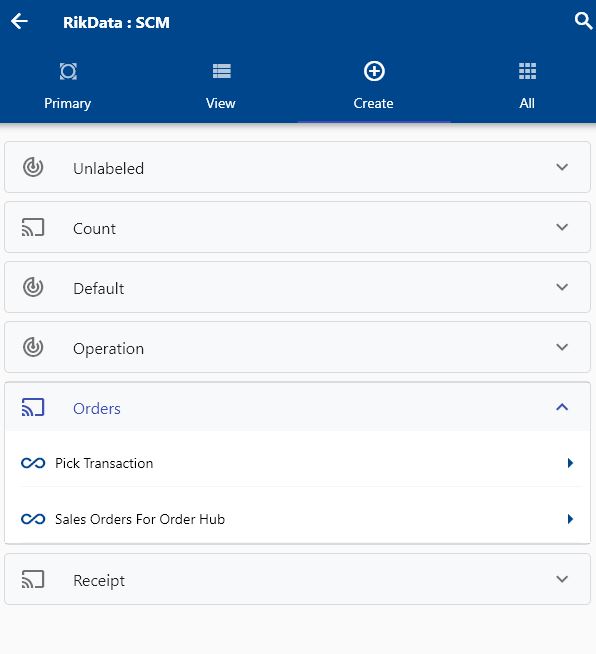 RikData : SCM
Primary
View
Create
All
Unlabeled
Count
Default
Operation
Orders
Pick Transaction
Sales Orders For Order Hub
Receipt